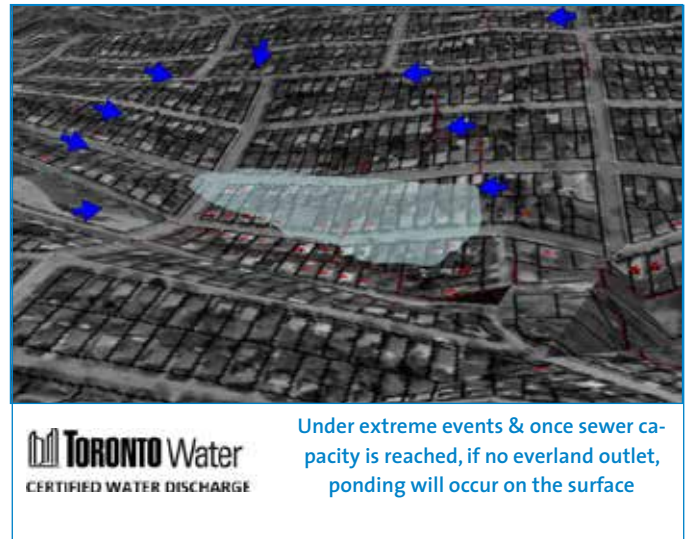 TORONTO Water
CERTIFIED WATER DISCHARGE
Under extreme events & once sewer ca-
pacity is reached, if no everland outlet,
ponding will occur on the surface